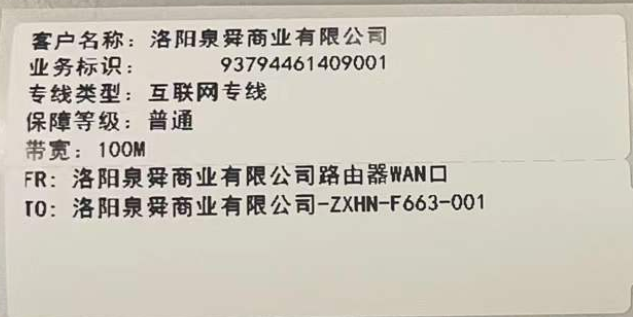 客户名称：洛阳泉舜商业有限公司
业务标识：93794461409001
专线类型：互联网专线
保障等级：普通
带宽：100M
FR：洛阳泉舜商业有限公司路由器WAN口
TO：洛阳泉舜商业有限公司-ZXHN-F663-001